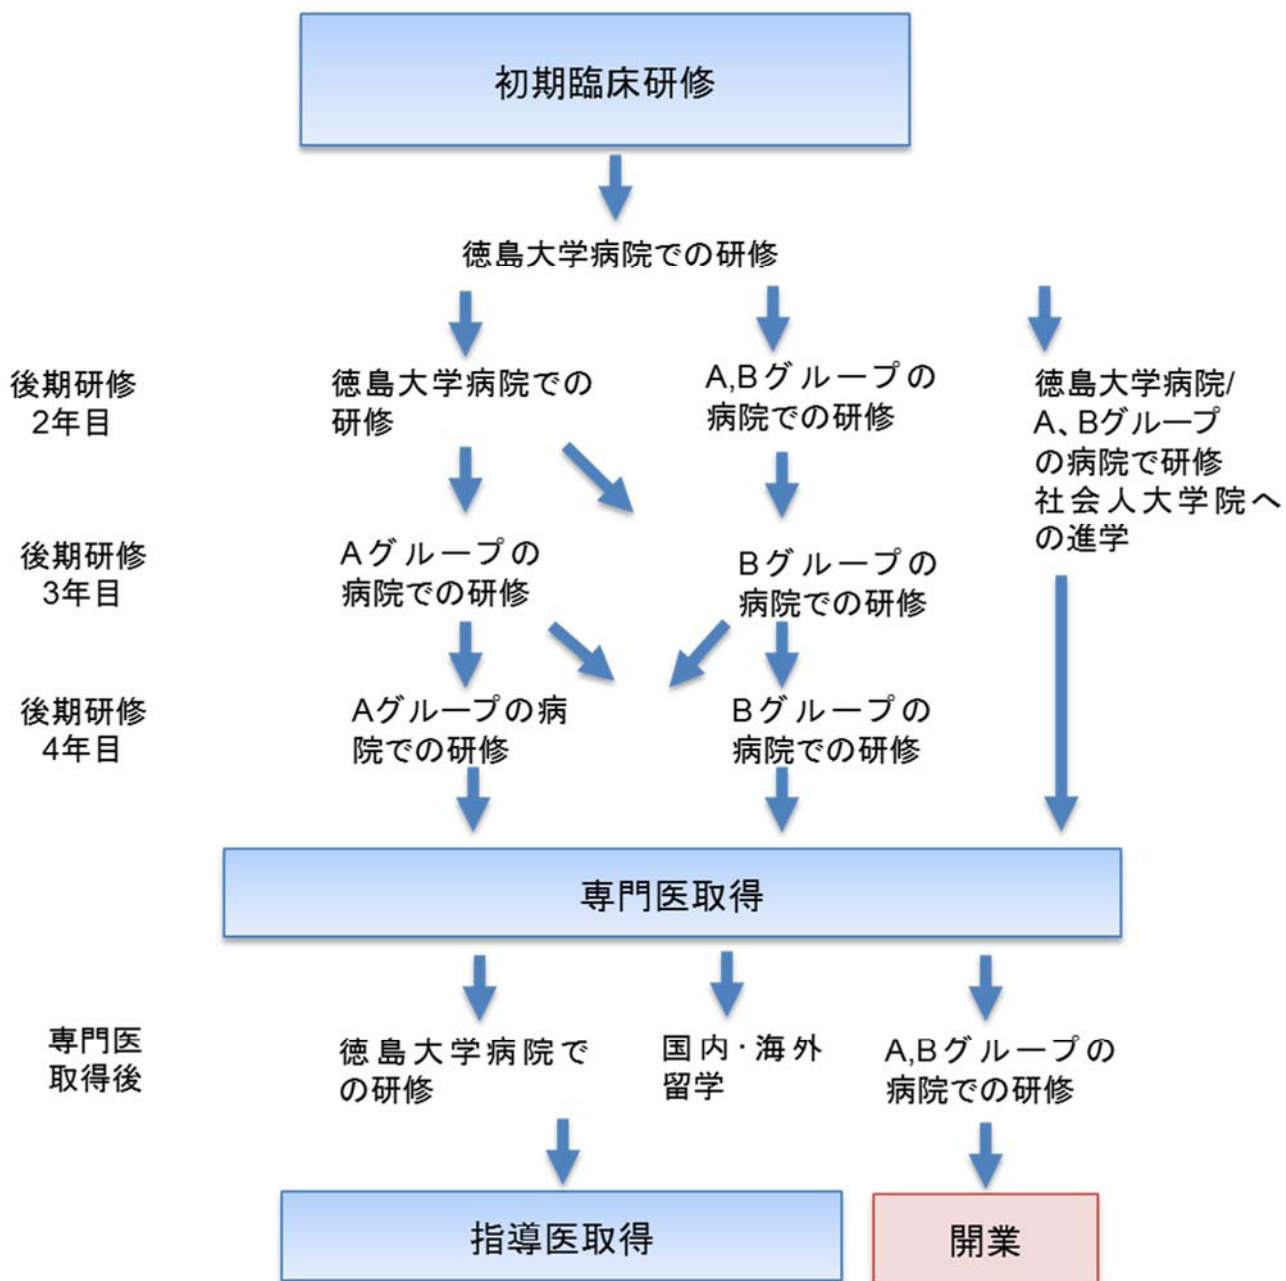 初期臨床研修
徳島大学病院での研修
後期研修
2年目
徳島大学病院での
研修
A,Bグループの
病院での研修
徳島大学病院/
A、Bグループ
の病院で研修
社会人大学院へ
の進学
後期研修
3年目
Aグループの
病院での研修
Bグループの
病院での研修
後期研修
4年目
Aグループの病
院での研修
Bグループの
病院での研修
専門医取得
専門医
取得後
徳島大学病院で
の研修
国内・海外
留学
A,Bグループの
病院での研修
指導医取得
開業